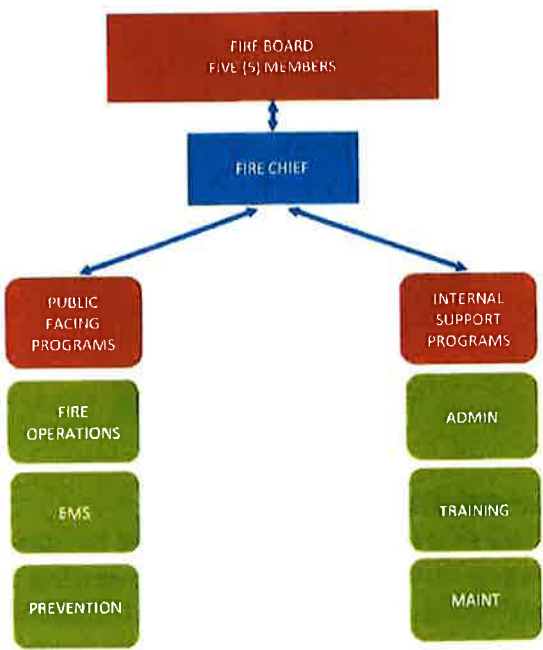 FIRE BOARD
FIVE (5) MEMBERS
FIRE CHIEF
PUBLIC
FACING
PROGRAMS
FIRE
OPERATIONS
EMS
PREVENTION
INTERNAL
SUPPORT
PROGRAMS
ADMIN
TRAINING
MAINT